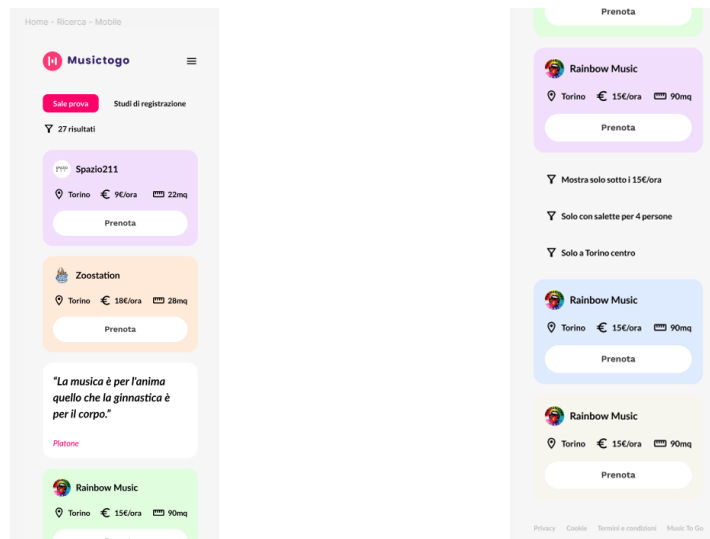 Home - Ricerca - Mobile
Musictogo
Sale prova
Studi di registrazione
27 risultati
Spazio211
Torino 9€/ora 22mq
Prenota
Zoostation
Torino 18€/ora 28mq
Prenota
“La musica è per l'anima
quello che la ginnastica è
per il corpo.”
Platone
Rainbow Music
Torino 15€/ora 90mq
Prenota
Rainbow Music
Torino 15€/ora 90mq
Prenota
Mostra solo sotto i 15€/ora
Solo con salette per 4 persone
Solo a Torino centro
Rainbow Music
Torino 15€/ora 90mq
Prenota
Rainbow Music
Torino 15€/ora 90mq
Prenota
Privacy Cookie Termini e condizioni Music To Go